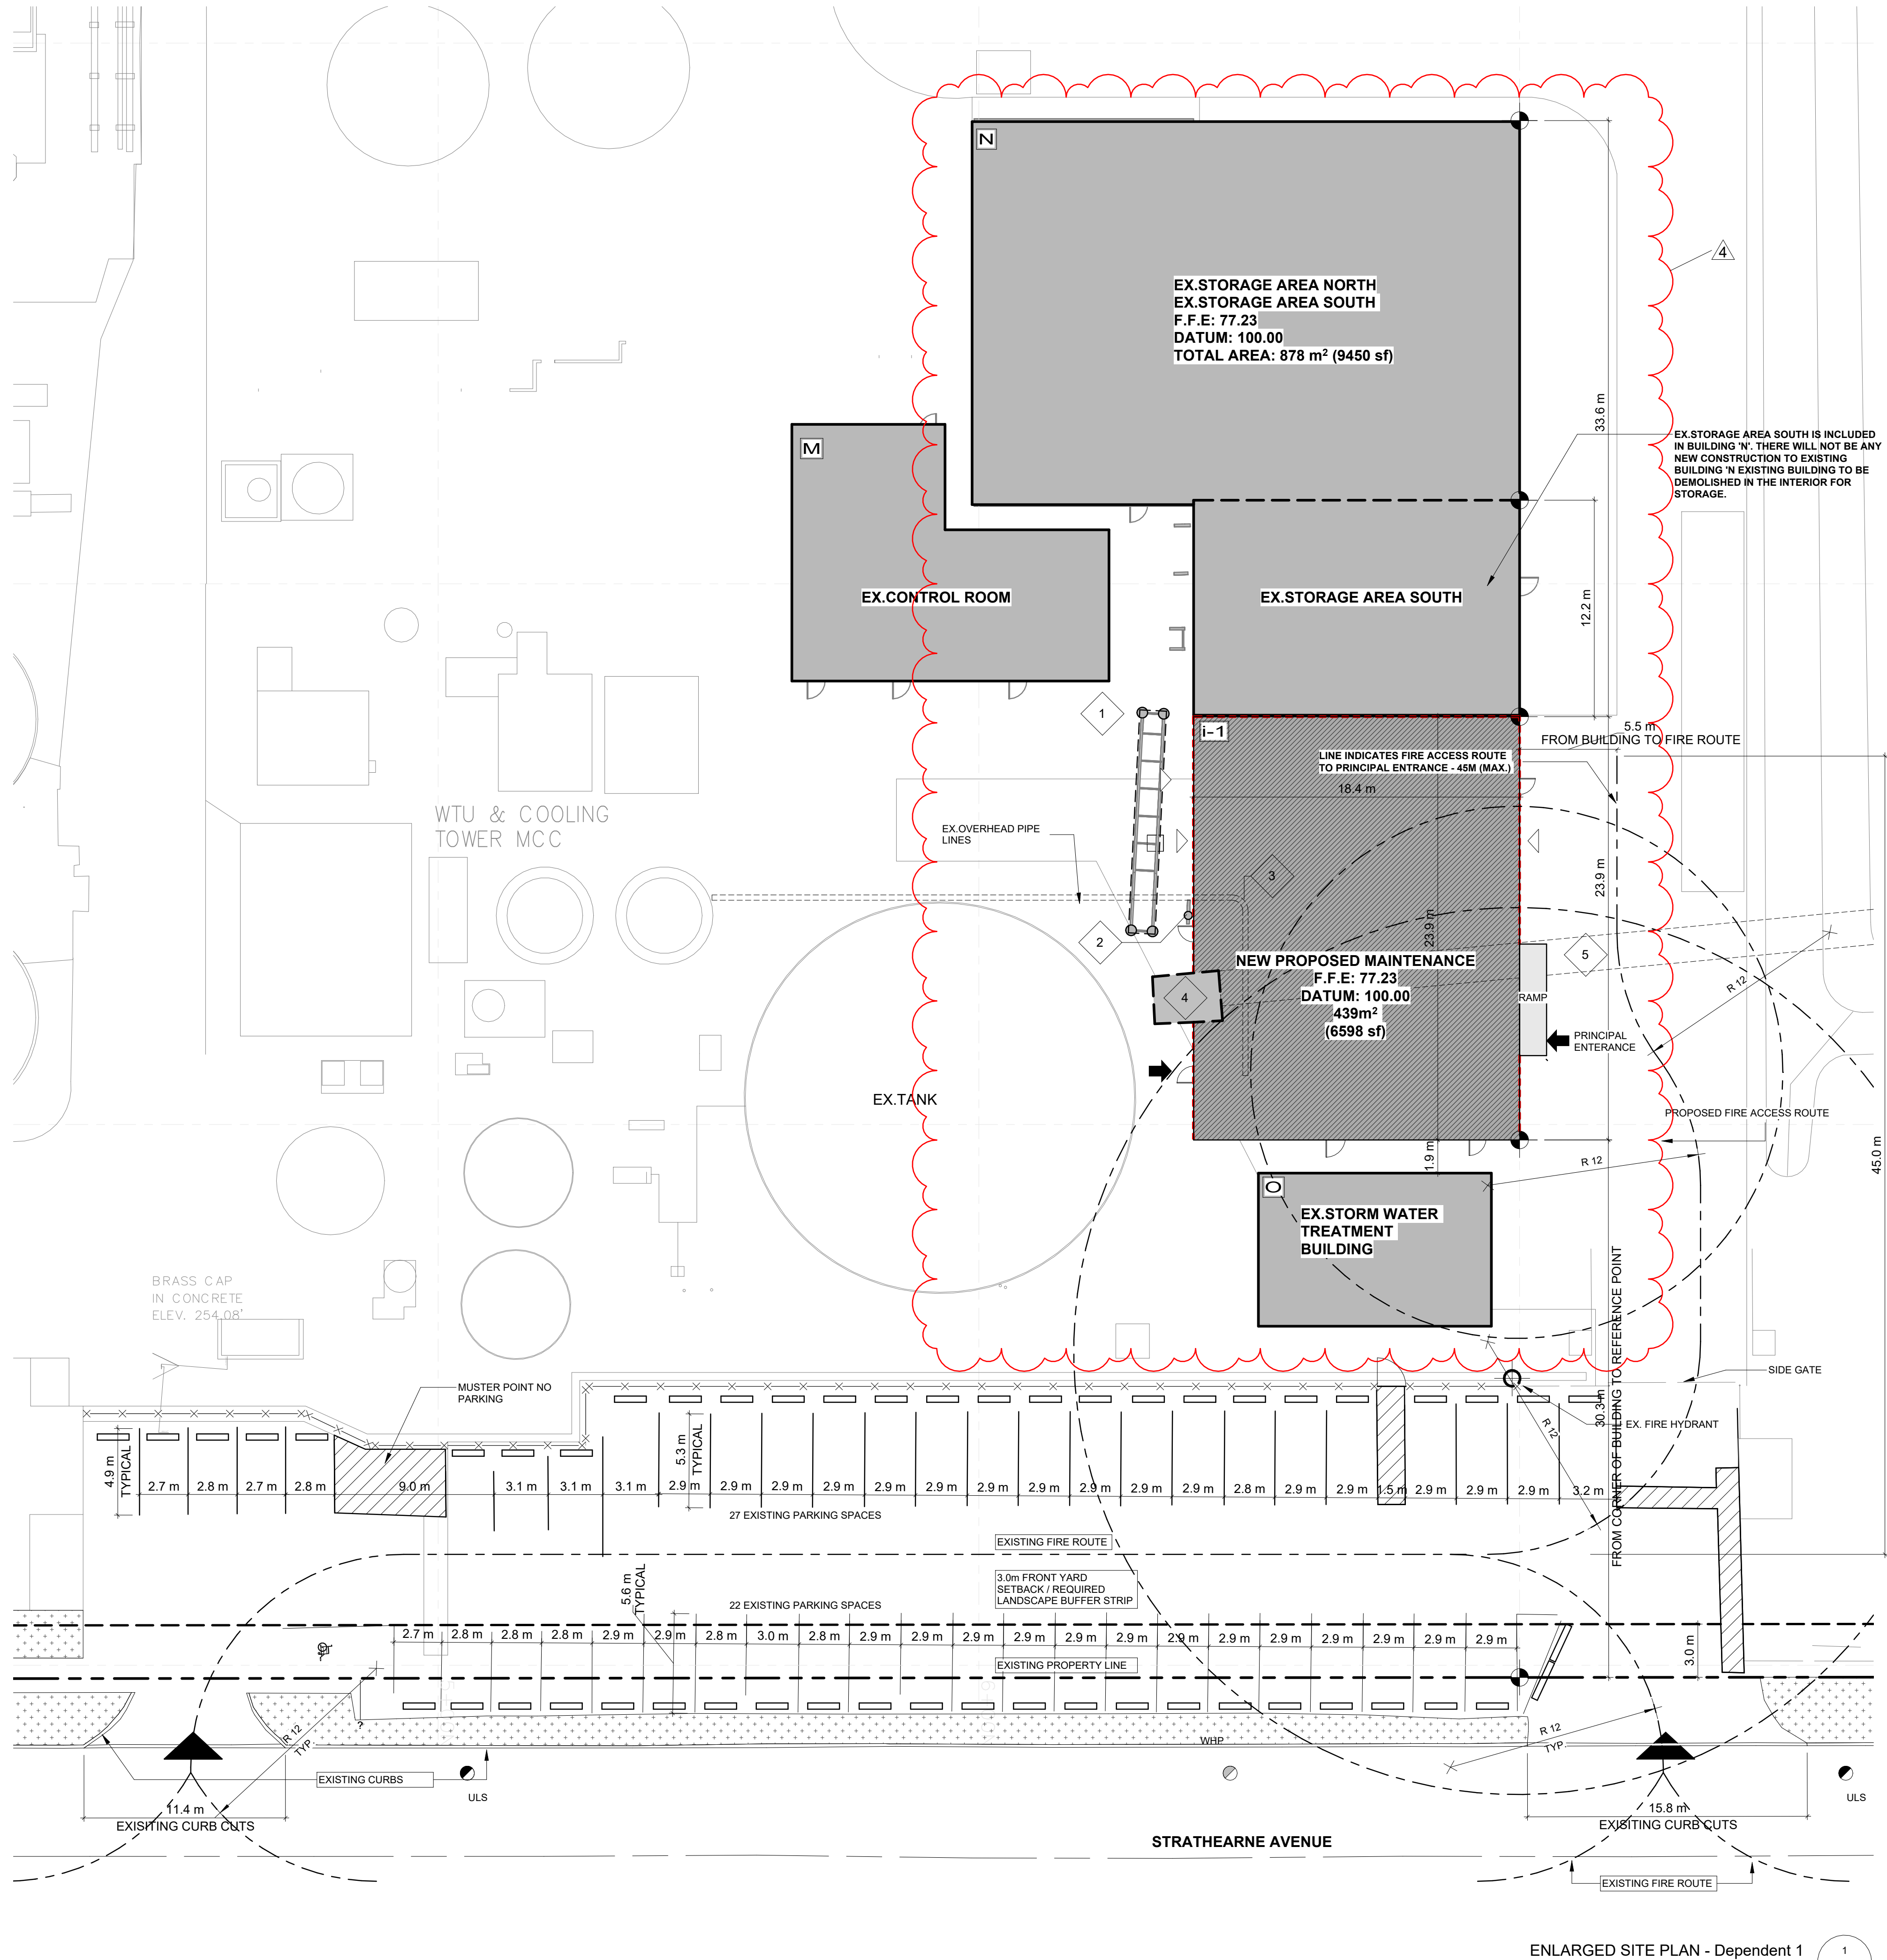 N
EX.STORAGE AREA NORTH
EX.STORAGE AREA SOUTH
F.F.E: 77.23
DATUM: 100.00
TOTAL AREA: 878 m² (9450 sf)
4
33.6 m
EX.STORAGE AREA SOUTH IS INCLUDED
IN BUILDING 'N'. THERE WILL NOT BE ANY
NEW CONSTRUCTION TO EXISTING
BUILDING 'N EXISTING BUILDING TO BE
DEMOLISHED IN THE INTERIOR FOR
STORAGE.
M
EX.CONTROL ROOM
EX.STORAGE AREA SOUTH
12.2 m
1
i-1
5.5 m
FROM BUILDING TO FIRE ROUTE
LINE INDICATES FIRE ACCESS ROUTE
TO PRINCIPAL ENTRANCE - 45M (MAX.)
18.4 m
WTU & COOLING
TOWER MCC
EX.OVERHEAD PIPE
LINES
3
23.9 m
23.9 m
2
5
NEW PROPOSED MAINTENANCE
F.F.E: 77.23
DATUM: 100.00
439m²
(6598 sf)
4
RAMP
R 12
PRINCIPAL
ENTERANCE
EX.TANK
PROPOSED FIRE ACCESS ROUTE
1.9 m
R 12
45.0 m
O
EX.STORM WATER
TREATMENT
BUILDING
BRASS CAP
IN CONCRETE
ELEV. 254.08'
30.3 m
FROM CORNER OF BUILDING TO REFERENCE POINT
SIDE GATE
MUSTER POINT NO
PARKING
EX. FIRE HYDRANT
R 12
4.9 m
TYPICAL
5.3 m
TYPICAL
2.7 m
2.8 m
2.7 m
2.8 m
9.0 m
3.1 m
3.1 m
3.1 m
2.9 m
2.9 m
2.9 m
2.9 m
2.9 m
2.9 m
2.9 m
2.9 m
2.9 m
2.9 m
2.9 m
2.8 m
2.9 m
2.9 m
1.5 m
2.9 m
2.9 m
2.9 m
3.2 m
27 EXISTING PARKING SPACES
EXISTING FIRE ROUTE
3.0m FRONT YARD
SETBACK / REQUIRED
LANDSCAPE BUFFER STRIP
5.6 m
TYPICAL
22 EXISTING PARKING SPACES
2.7 m
2.8 m
2.8 m
2.8 m
2.9 m
2.9 m
2.8 m
3.0 m
2.8 m
2.9 m
2.9 m
2.9 m
2.9 m
2.9 m
2.9 m
2.9 m
2.9 m
2.9 m
2.9 m
2.9 m
2.9 m
2.9 m
3.0 m
EXISTING PROPERTY LINE
?
R 12
TYP.
R 12
TYP.
WHP
EXISTING CURBS
ULS
ULS
11.4 m
EXISITING CURB CUTS
15.8 m
EXISITING CURB CUTS
STRATHEARNE AVENUE
EXISTING FIRE ROUTE
ENLARGED SITE PLAN - Dependent 1
1